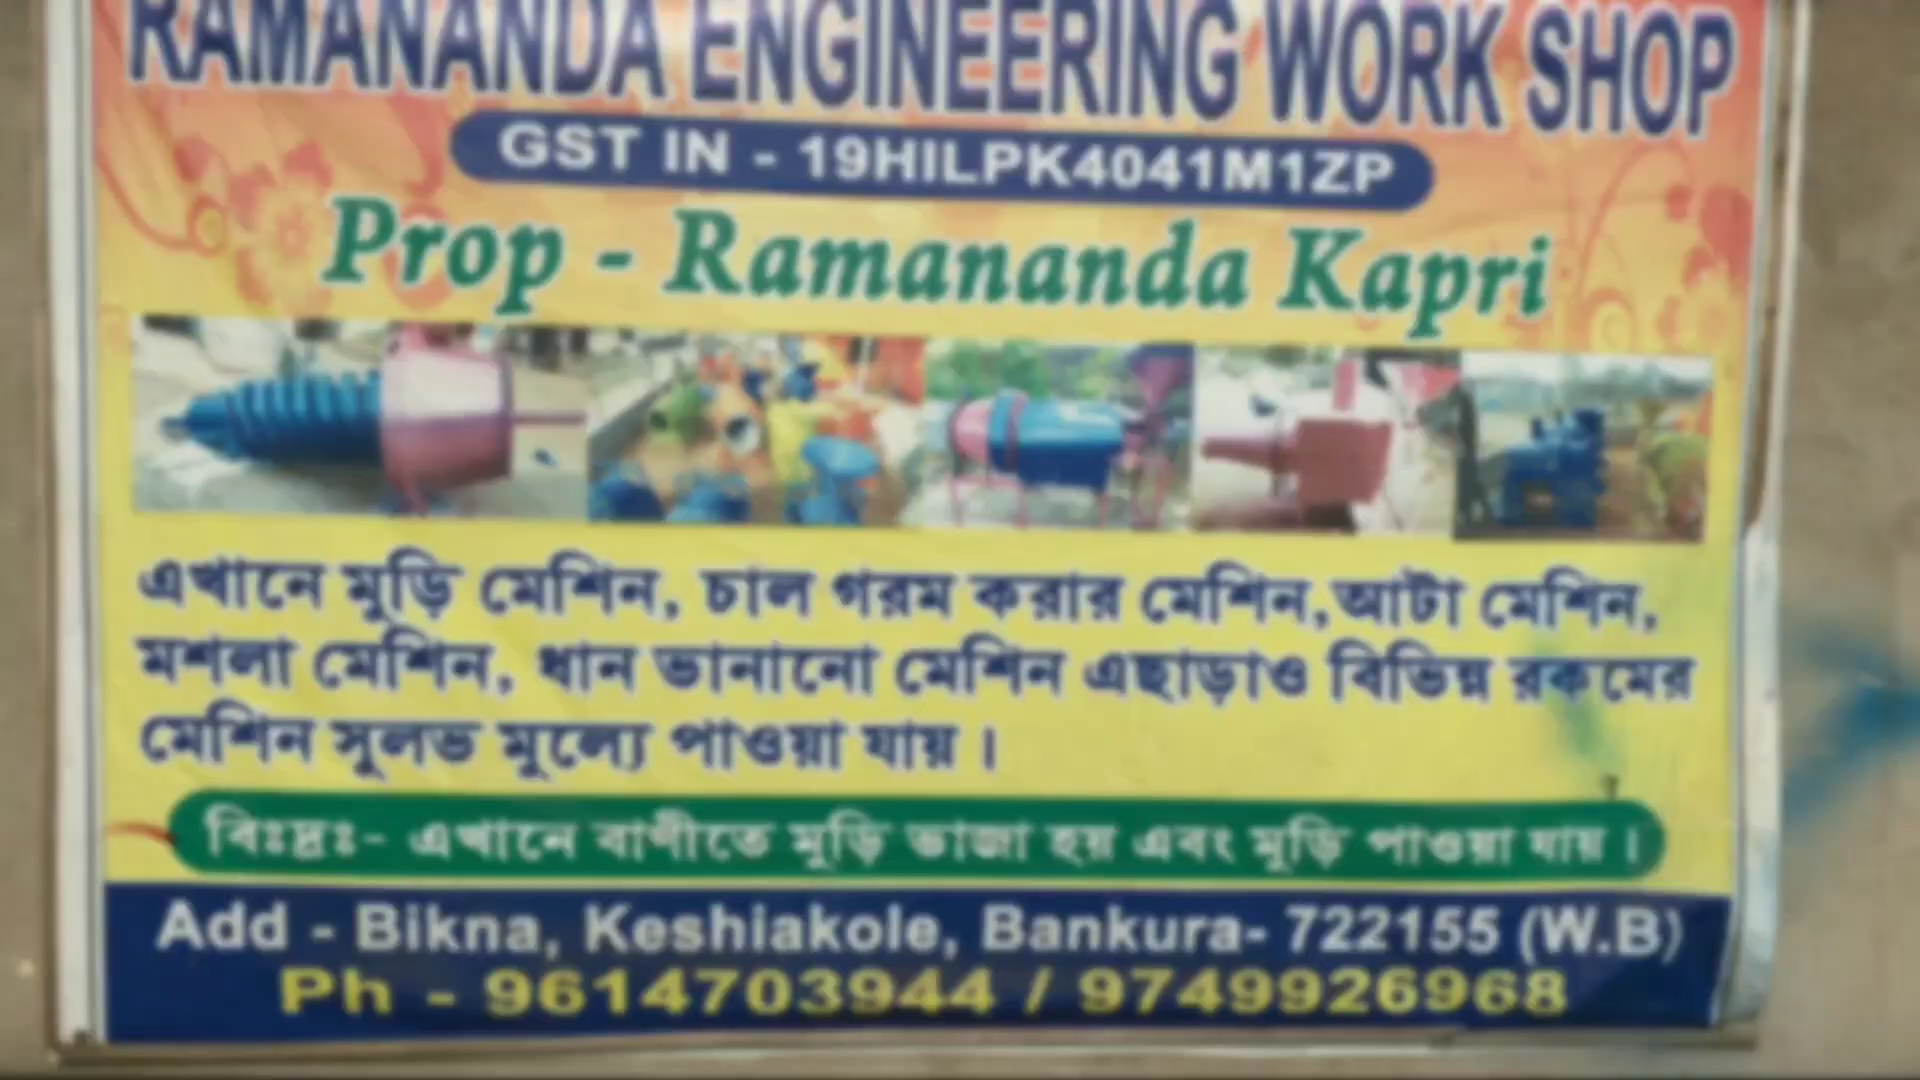 RAMANANDA ENGINEERING WORK SHOP
GST IN - 19HILPK4041M1ZP
Prop - Ramananda Kapri
এখানে মুড়ি মেশিন, চাল গরম করার মেশিন,আটা মেশিন,
মশলা মেশিন, ধান ভানানো মেশিন এছাড়াও বিভিন্ন রকমের
মেশিন সুলভ মূল্যে পাওয়া যায় ।
বিঃদ্রঃ- এখানে বাণীতে মুড়ি ভাজা হয় এবং মুড়ি পাওয়া যায় ।
Add - Bikna, Keshiakole, Bankura- 722155 (W.B)
Ph - 9614703944 / 9749926968